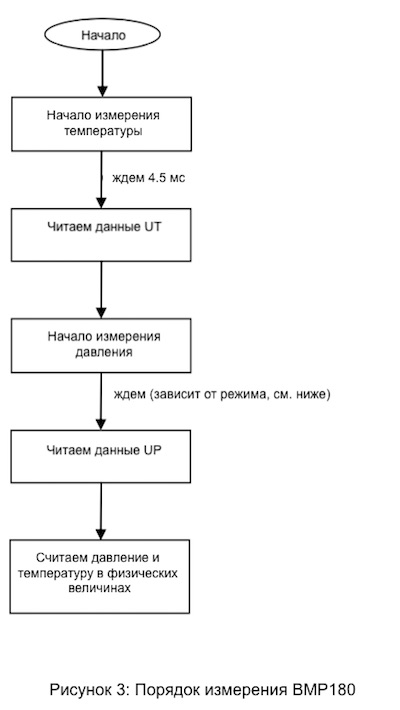 Начало
Начало измерения
температуры
ждем 4.5 мс
Читаем данные UT
Начало измерения
давления
ждем (зависит от режима, см. ниже)
Читаем данные UP
Считаем давление и
температуру в физических
величинах
Рисунок 3: Порядок измерения BMP180